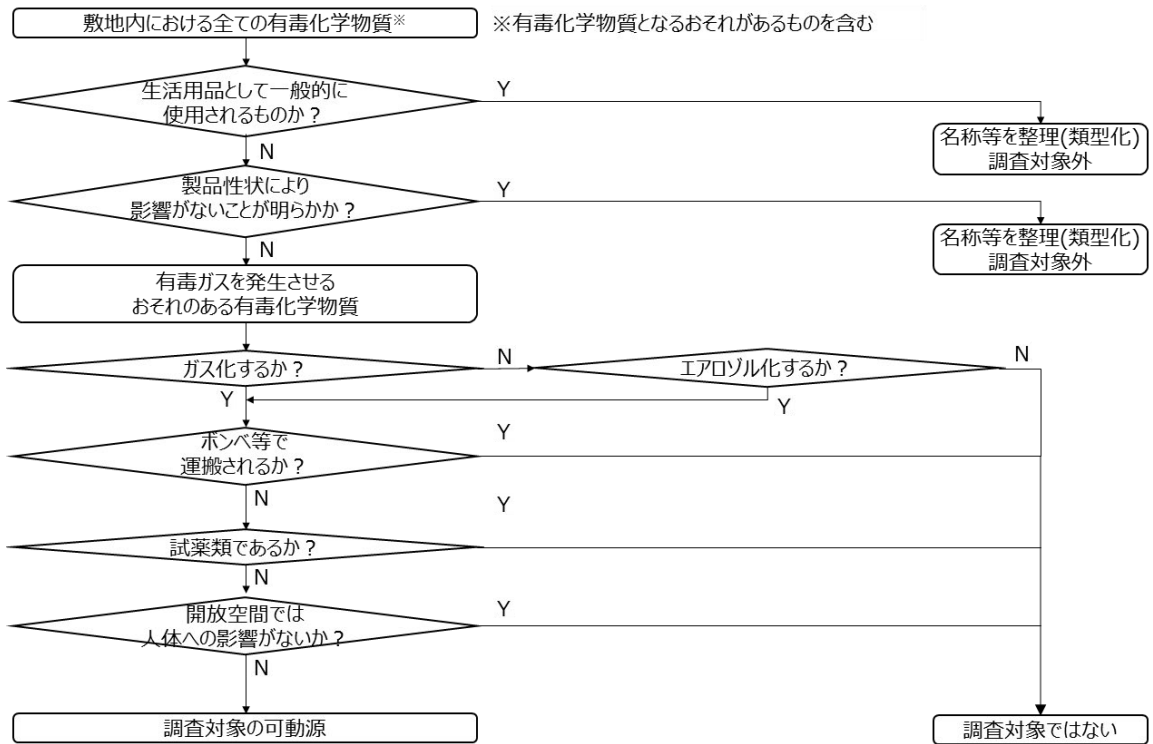 敷地内における全ての有毒化学物質※
※有毒化学物質となるおそれがあるものを含む
生活用品として一般的に
使用されるものか？
Y
名称等を整理(類型化)
調査対象外
N
製品性状により
影響がないことが明らかか？
Y
名称等を整理(類型化)
調査対象外
N
有毒ガスを発生させる
おそれのある有毒化学物質
ガス化するか？
N
エアロゾル化するか？
N
Y
Y
ボンベ等で
運搬されるか？
Y
N
Y
試薬類であるか？
N
開放空間では
人体への影響がないか？
Y
N
調査対象の可動源
調査対象ではない